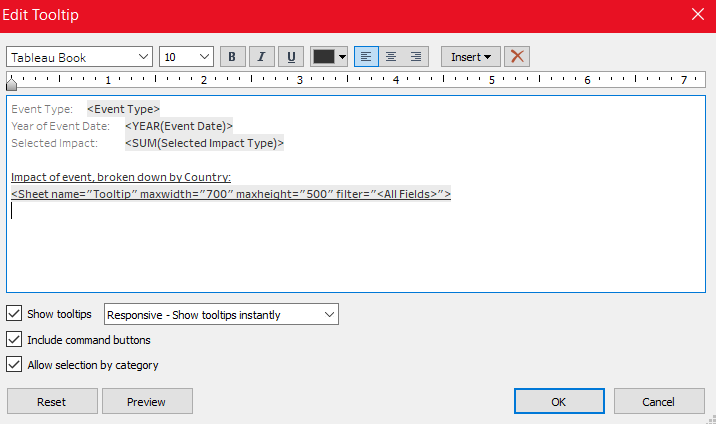 Edit Tooltip
Tableau Book 10 B I U Insert
1 2 3 4 5 6 7
Event Type: <Event Type>
Year of Event Date: <YEAR(Event Date)>
Selected Impact: <SUM(Selected Impact Type)>
Impact of event, broken down by Country:
<Sheet name="Tooltip" maxwidth="700" maxheight="500" filter="<All Fields>">
Show tooltips Responsive - Show tooltips instantly
Include command buttons
Allow selection by category
Reset Preview OK Cancel